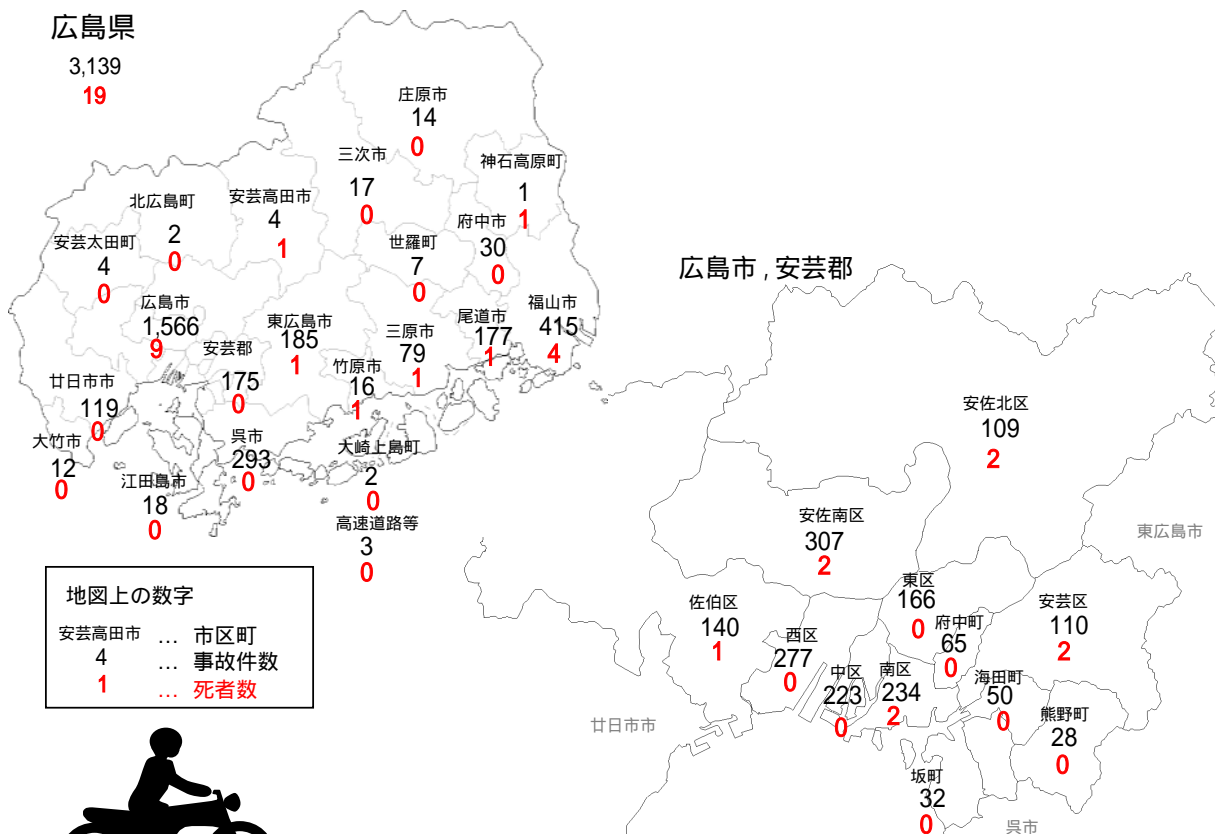 広島県
3,139
19
庄原市
14
0
三次市
17
0
神石高原町
1
1
北広島町
2
0
安芸高田市
4
1
府中市
30
0
安芸太田町
4
0
世羅町
7
0
広島市
1,566
9
東広島市
185
1
安芸郡
175
0
三原市
79
1
尾道市
177
1
福山市
415
4
竹原市
16
1
廿日市市
119
0
大竹市
12
0
江田島市
18
0
呉市
293
0
大崎上島町
2
0
高速道路等
3
0
地図上の数字
安芸高田市 … 市区町
4 … 事故件数
1 … 死者数
広島市,安芸郡
安佐北区
109
2
安佐南区
307
2
東広島市
佐伯区
140
1
西区
277
0
東区
166
0
府中町
65
0
安芸区
110
2
中区
223
0
南区
234
2
海田町
50
0
熊野町
28
0
廿日市市
坂町
32
0
呉市